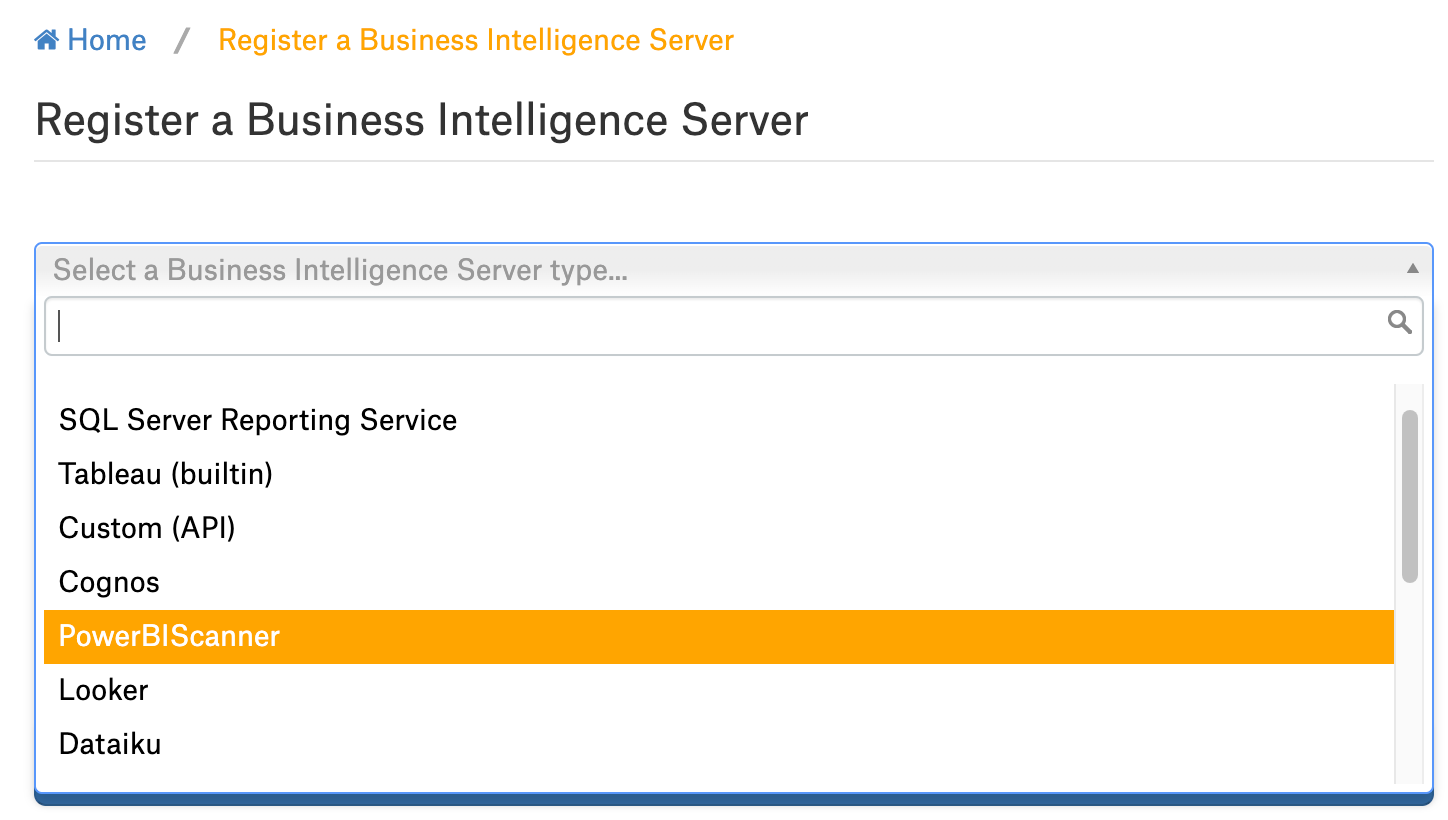 Home / Register a Business Intelligence Server
Register a Business Intelligence Server
Select a Business Intelligence Server type...
SQL Server Reporting Service
Tableau (builtin)
Custom (API)
Cognos
PowerBIScanner
Looker
Dataiku